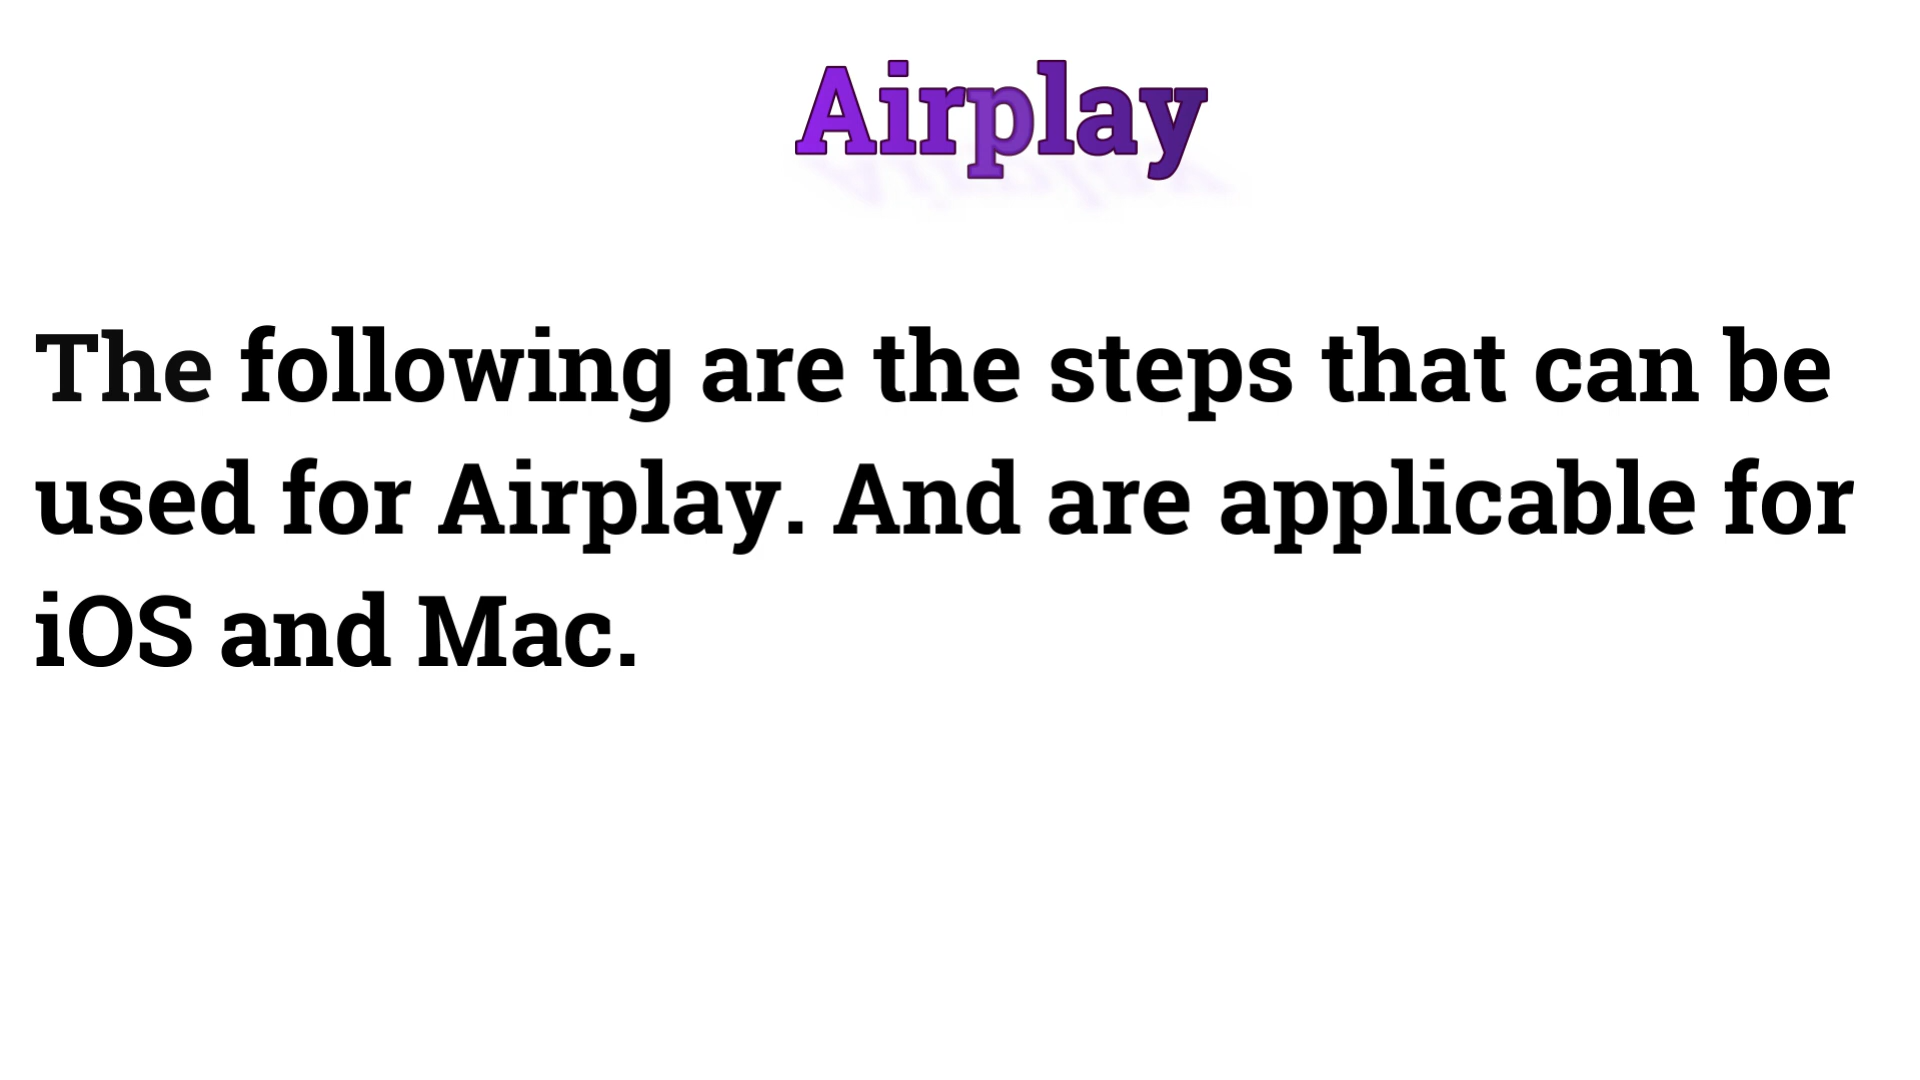 Airplay
The following are the steps that can be
used for Airplay. And are applicable for
iOS and Mac.